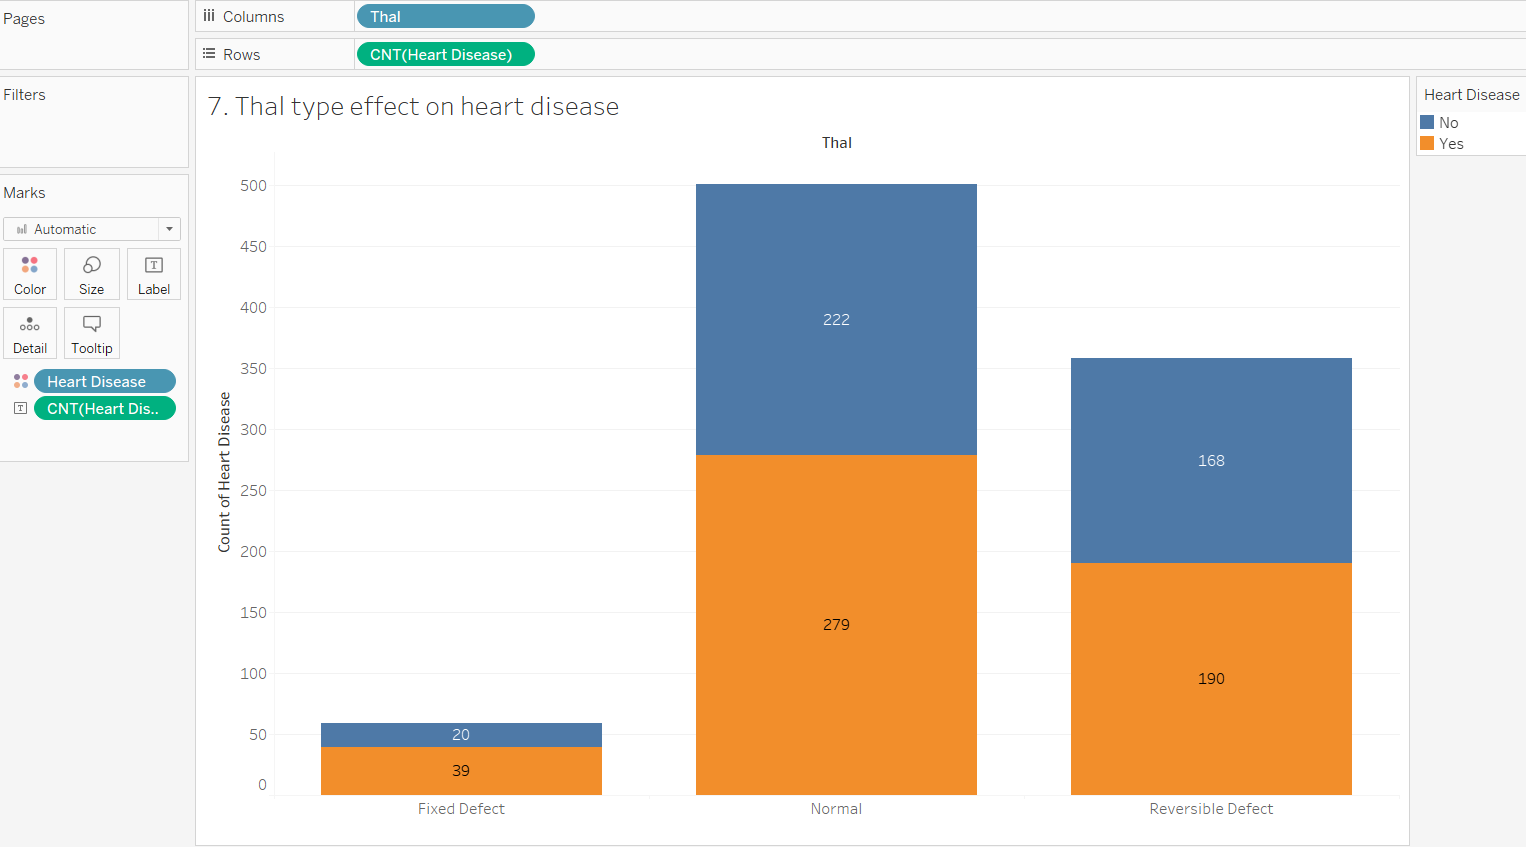 Pages
Columns
Thal
Rows
CNT(Heart Disease)
Filters
Marks
Automatic
Color
Size
Label
Detail
Tooltip
Heart Disease
CNT(Heart Dis..
7. Thal type effect on heart disease
Thal
Count of Heart Disease
500
450
400
350
300
250
200
150
100
50
0
20
39
222
279
168
190
Fixed Defect
Normal
Reversible Defect
Heart Disease
No
Yes